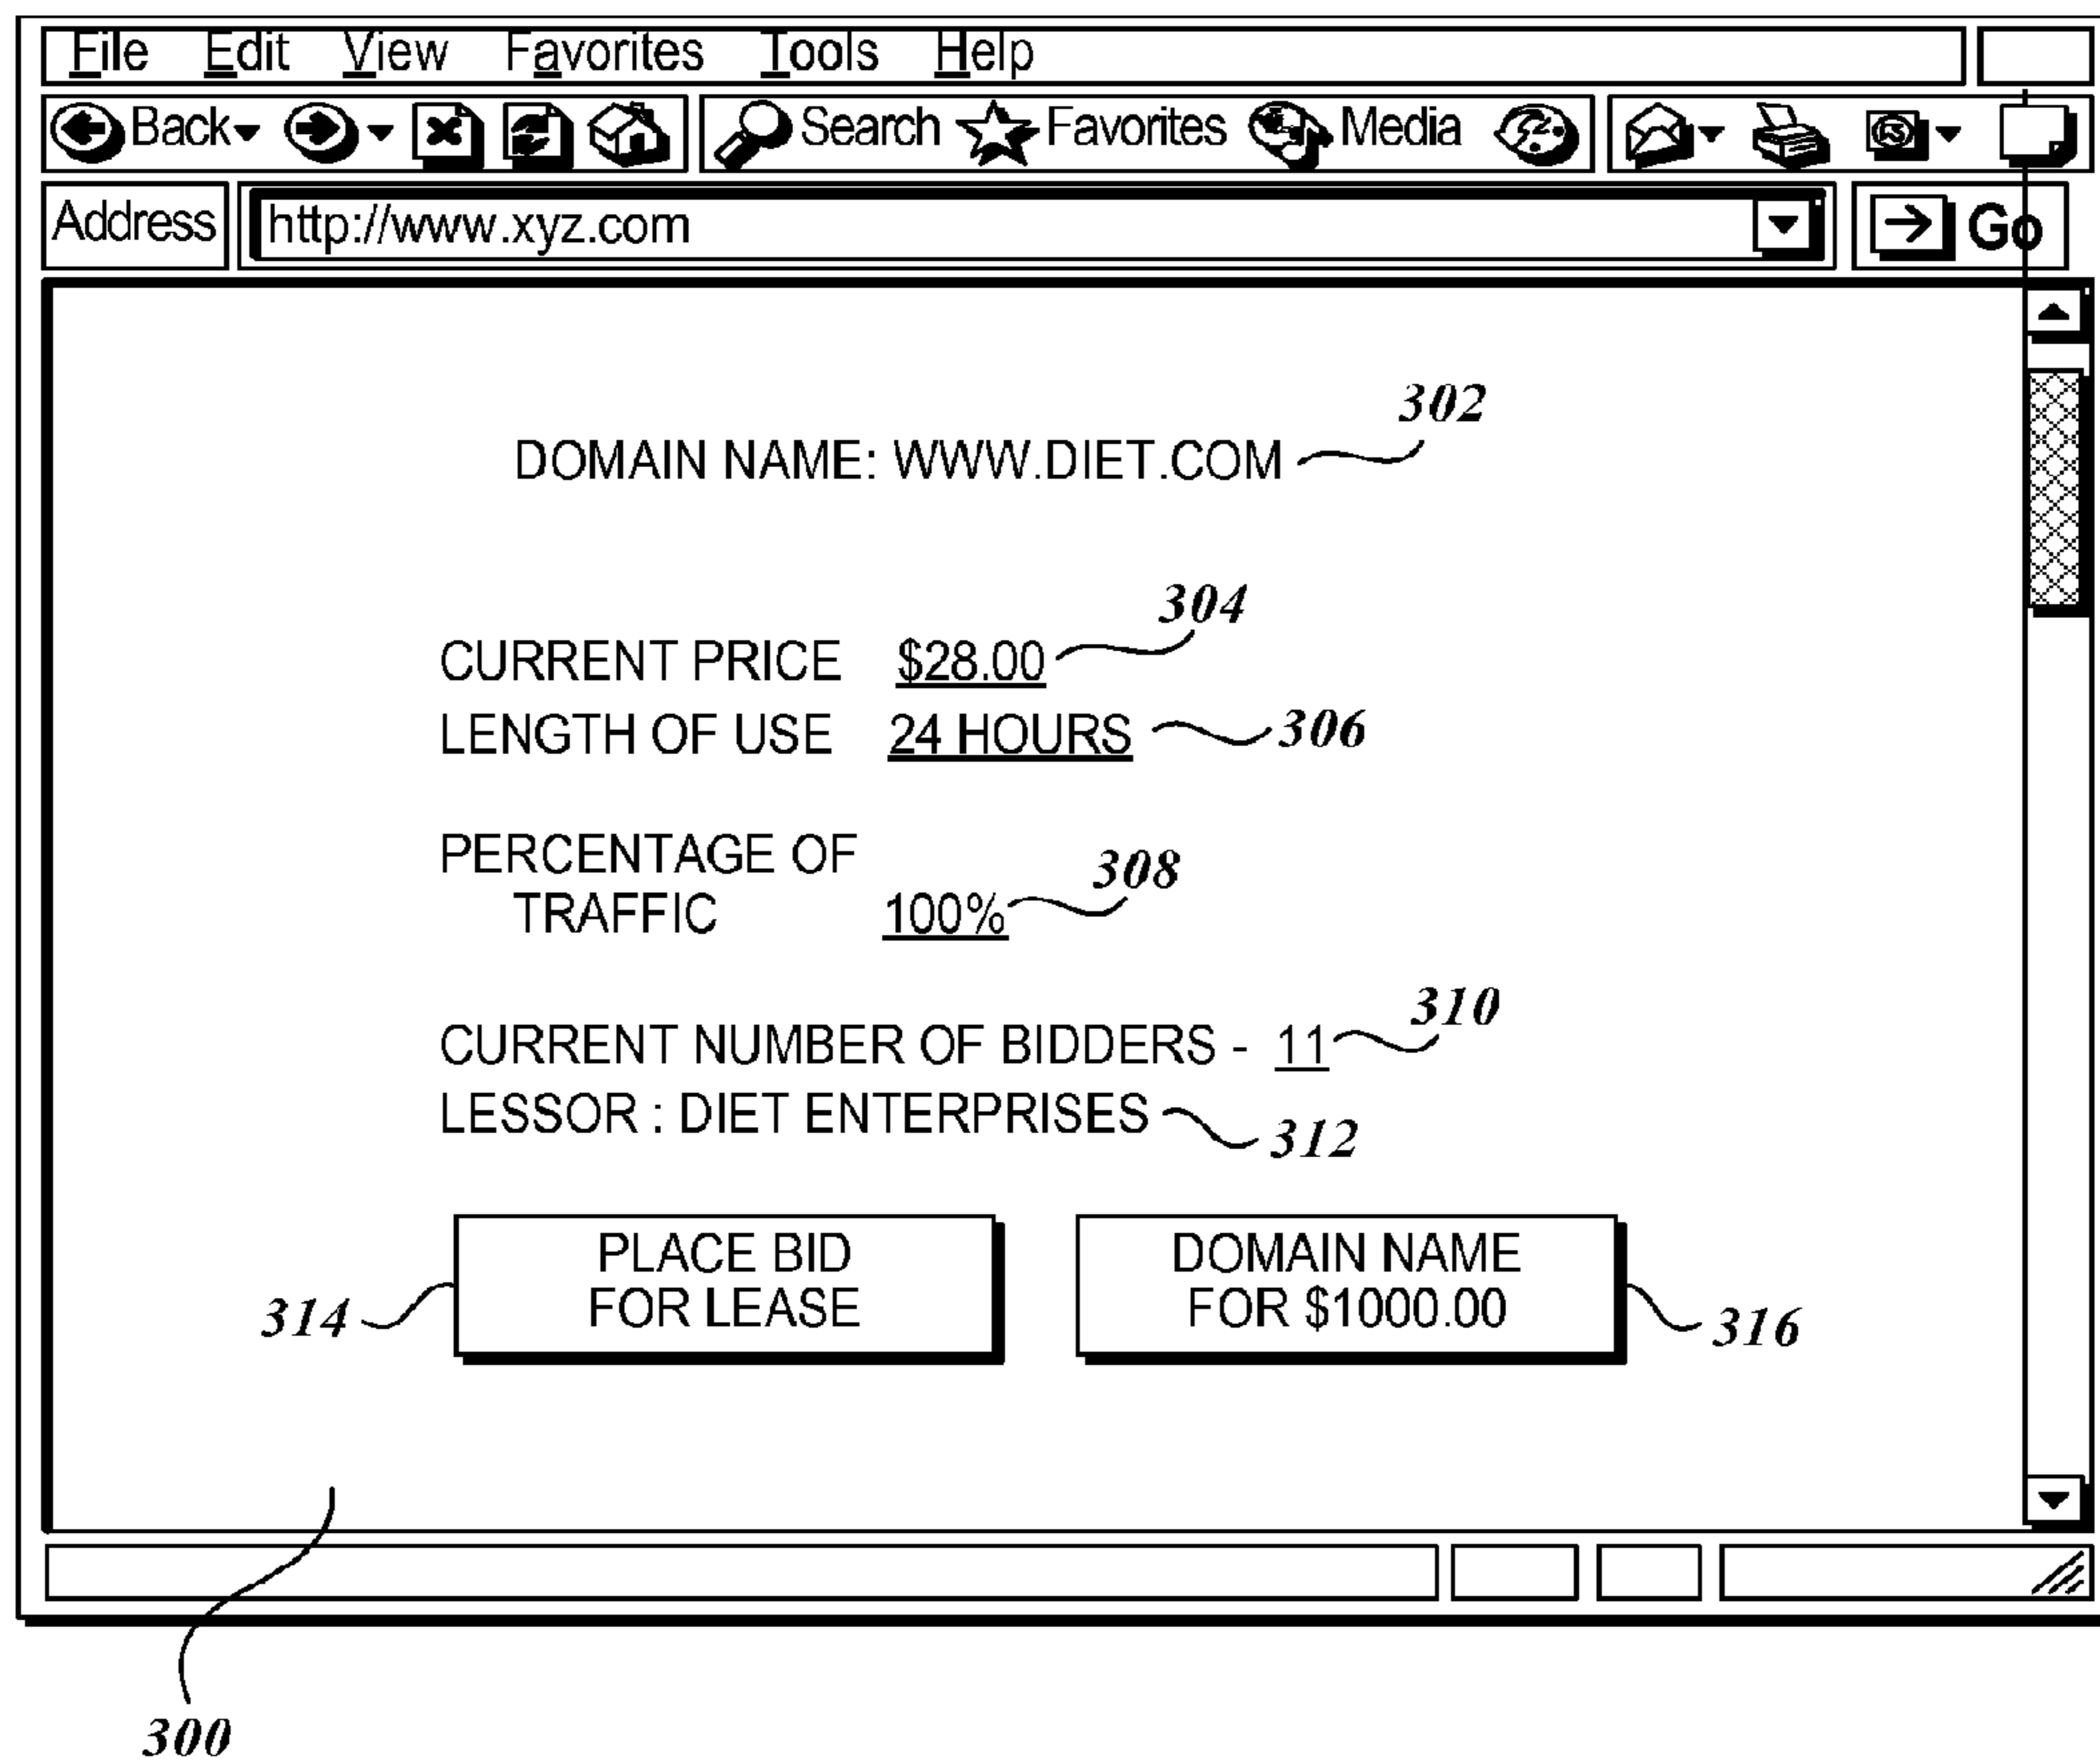 File Edit View Favorites Tools Help
Back Search Favorites Media
Address http://www.xyz.com Go
302
DOMAIN NAME: WWW.DIET.COM
304
CURRENT PRICE $28.00
LENGTH OF USE 24 HOURS 306
PERCENTAGE OF
308
TRAFFIC 100%
310
CURRENT NUMBER OF BIDDERS - 11
LESSOR : DIET ENTERPRISES
312
PLACE BID
FOR LEASE
314
DOMAIN NAME
FOR $1000.00
316
300